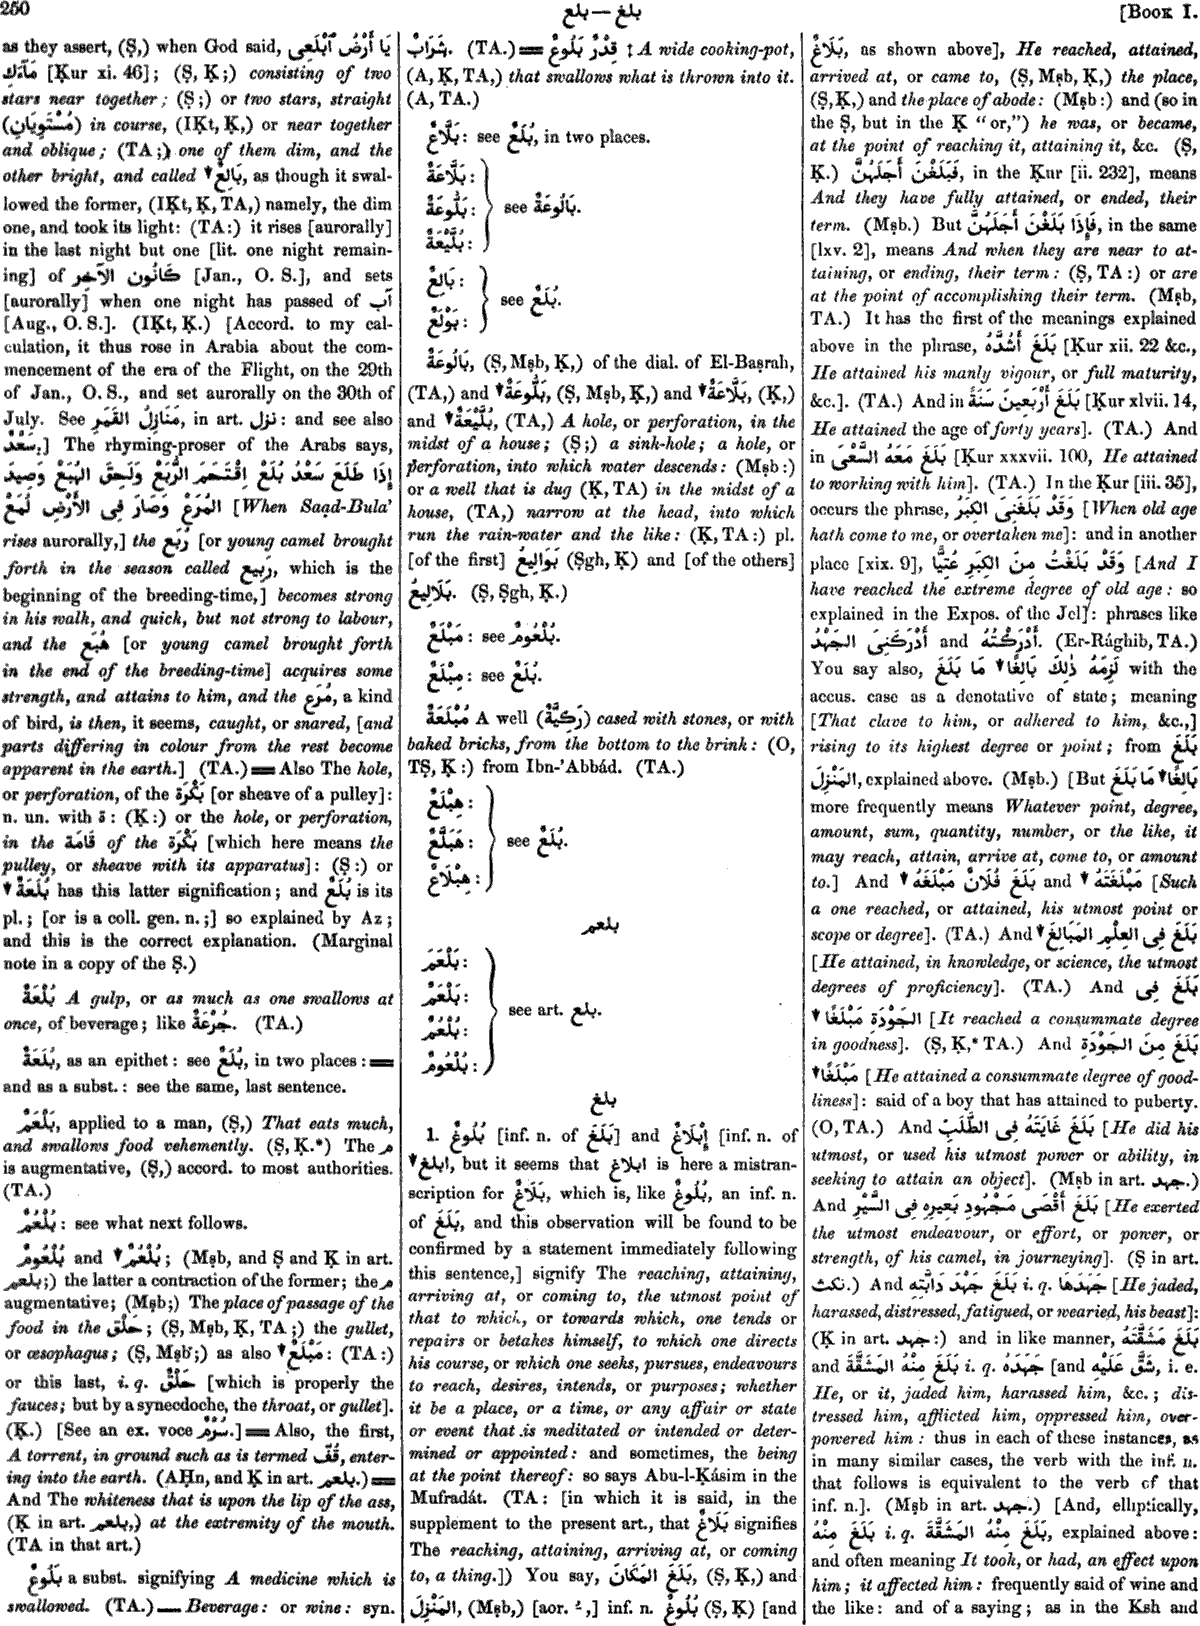 250
بلغ — بلع
[Book I.
as they assert, (Ṣ,) when God said, يَا أَرْضُ ٱبْلَعِى
مَآءَكِ [Ḳur xi. 46]; (Ṣ, Ḳ;) consisting of two
stars near together; (Ṣ;) or two stars, straight
(مُسْتَوِيَانِ) in course, (IḲt, Ḳ,) or near together
and oblique; (TA;) one of them dim, and the
other bright, and called ↓ بَالِعٌ, as though it swal-
lowed the former, (IḲt, Ḳ, TA,) namely, the dim
one, and took its light: (TA:) it rises [aurorally]
in the last night but one [lit. one night remain-
ing] of كَانُون الآخِر [Jan., O. S.], and sets
[aurorally] when one night has passed of آب
[Aug., O. S.]. (IḲt, Ḳ.) [Accord. to my cal-
culation, it thus rose in Arabia about the com-
mencement of the era of the Flight, on the 29th
of Jan., O. S., and set aurorally on the 30th of
July. See مَنَازِلُ القَمَرِ, in art. نزل: and see also
سَعْدٌ.] The rhyming-proser of the Arabs says,
إِذَا طَلَعَ سَعْدُ بُلَعْ اِقْتَحَمَ الرُّبَعْ وَلَحِقَ الهُبَعْ وَصِيدَ
المُرَعْ وَصَارَ فِى الأَرْضِ لُمَعْ [When Saạd-Bula’
rises aurorally,] the رُبَع [or young camel brought
forth in the season called رَبِيع, which is the
beginning of the breeding-time,] becomes strong
in his walk, and quick, but not strong to labour,
and the هُبَع [or young camel brought forth
in the end of the breeding-time] acquires some
strength, and attains to him, and the مُرَع, a kind
of bird, is then, it seems, caught, or snared, [and
parts differing in colour from the rest become
apparent in the earth.] (TA.) ＝ Also The hole,
or perforation, of the بَكْرَة [or sheave of a pulley]:
n. un. with ة: (Ḳ:) or the hole, or perforation,
in the قَامَة of the بَكْرَة [which here means the
pulley, or sheave with its apparatus]: (Ṣ:) or
↓ بُلَعَةٌ has this latter signification; and بُلَعٌ is its
pl.; [or is a coll. gen. n.;] so explained by Az;
and this is the correct explanation. (Marginal
note in a copy of the Ṣ.)
بُلْعَةٌ A gulp, or as much as one swallows at
once, of beverage; like جُرْعَةٌ. (TA.)
بُلَعَةٌ, as an epithet: see بُلَعٌ, in two places: ＝
and as a subst.: see the same, last sentence.
بَلْعَمٌ, applied to a man, (Ṣ,) That eats much,
and swallows food vehemently. (Ṣ, Ḳ.*) The م
is augmentative, (Ṣ,) accord. to most authorities.
(TA.)
بُلْعُمٌ: see what next follows.
بُلْعُومٌ and ↓ بُلْعُمٌ; (Mṣb, and Ṣ and Ḳ in art.
بلعم;) the latter a contraction of the former; the م
augmentative; (Mṣb;) The place of passage of the
food in the حَلْق; (Ṣ, Mṣb, Ḳ, TA;) the gullet,
or œsophagus; (Ṣ, Mṣb;) as also ↓ مَبْلَعٌ: (TA:)
or this last, i. q. حَلْقٌ [which is properly the
fauces; but by a synecdoche, the throat, or gullet].
(Ḳ.) [See an ex. voce سُرْمٌ.] ＝ Also, the first,
A torrent, in ground such as is termed قُفّ, enter-
ing into the earth. (AḤn, and Ḳ in art. بلعم.) ＝
And The whiteness that is upon the lip of the ass,
(Ḳ in art. بلعم,) at the extremity of the mouth.
(TA in that art.)
بَلُوعٌ a subst. signifying A medicine which is
swallowed. (TA.) — Beverage: or wine: syn.
شَرَابٌ. (TA.) ＝ قِدْرٌ بَلُوعٌ ↕ A wide cooking-pot,
(A, Ḳ, TA,) that swallows what is thrown into it.
(A, TA.)
بَلَّاعٌ: see بُلَعٌ, in two places.
بَلَّاعَةٌ:
بَلُّوعَةٌ:
بُلَّيْعَةٌ:
see بَالُوعَةٌ.
بَالِعٌ:
بَوْلَعٌ:
see بُلَعٌ.
بَالُوعَةٌ, (Ṣ, Mṣb, Ḳ,) of the dial. of El-Baṣrah,
(TA,) and ↓ بَلُّوعَةٌ, (Ṣ, Mṣb, Ḳ,) and ↓ بَلَّاعَةٌ, (Ḳ,)
and ↓ بُلَّيْعَةٌ, (TA,) A hole, or perforation, in the
midst of a house; (Ṣ;) a sink-hole; a hole, or
perforation, into which water descends: (Mṣb:)
or a well that is dug (Ḳ, TA) in the midst of a
house, (TA,) narrow at the head, into which
run the rain-water and the like: (Ḳ, TA:) pl.
[of the first] بَوَالِيعُ (Ṣgh, Ḳ) and [of the others]
بَلَالِيعُ. (Ṣ, Ṣgh, Ḳ.)
مَبْلَعٌ: see بُلْعُومٌ.
مِبْلَعٌ: see بُلَعٌ.
مُبْلَعَةٌ A well (رَكِيَّةٌ) cased with stones, or with
baked bricks, from the bottom to the brink: (O,
TṢ, Ḳ:) from Ibn-’Abbád. (TA.)
هِبْلَعٌ:
هَبَلَّعٌ:
هِبْلَاعٌ:
see بُلَعٌ.
بلعم
بَلْعَمَ:
بَلْعَمٌ:
بُلْعُمٌ:
بُلْعُومٌ:
see art. بلع.
بلغ
1. بُلُوغٌ [inf. n. of بَلَغَ] and إِبْلَاغٌ [inf. n. of
↓ ابلغ, but it seems that ابلاغ is here a mistran-
scription for بَلَاغٌ, which is, like بُلُوغٌ, an inf. n.
of بَلَغَ, and this observation will be found to be
confirmed by a statement immediately following
this sentence,] signify The reaching, attaining,
arriving at, or coming to, the utmost point of
that to which, or towards which, one tends or
repairs or betakes himself, to which one directs
his course, or which one seeks, pursues, endeavours
to reach, desires, intends, or purposes; whether
it be a place, or a time, or any affair or state
or event that is meditated or intended or deter-
mined or appointed: and sometimes, the being
at the point thereof: so says Abu-l-Ḳásim in the
Mufradát. (TA: [in which it is said, in the
supplement to the present art., that بَلَاغٌ signifies
The reaching, attaining, arriving at, or coming
to, a thing.]) You say, بَلَغَ المَكَانَ, (Ṣ, Ḳ,) and
المَنْزِلَ, (Mṣb,) [aor. ـُ,] inf. n. بُلُوغٌ (Ṣ, Ḳ) [and
بَلَاغٌ, as shown above], He reached, attained,
arrived at, or came to, (Ṣ, Mṣb, Ḳ,) the place,
(Ṣ, Ḳ,) and the place of abode: (Mṣb:) and (so in
the Ṣ, but in the Ḳ “or,”) he was, or became,
at the point of reaching it, attaining it, &c. (Ṣ,
Ḳ.) فَبَلَغْنَ أَجَلَهُنَّ, in the Ḳur [ii. 232], means
And they have fully attained, or ended, their
term. (Mṣb.) But فَإِذَا بَلَغْنَ أَجَلَهُنَّ, in the same
[lxv. 2], means And when they are near to at-
taining, or ending, their term: (Ṣ, TA:) or are
at the point of accomplishing their term. (Mṣb,
TA.) It has the first of the meanings explained
above in the phrase, بَلَغَ أَشُدَّهُ [Ḳur xii. 22 &c.,
He attained his manly vigour, or full maturity,
&c.]. (TA.) And in بَلَغَ أَرْبَعِينَ سَنَةً [Ḳur xlvii. 14,
He attained the age of forty years]. (TA.) And
in بَلَغَ مَعَهُ السَّعْىَ [Ḳur xxxvii. 100, He attained
to working with him]. (TA.) In the Ḳur [iii. 35],
occurs the phrase, وَقَدْ بَلَغَنِىَ الكِبَرُ [When old age
hath come to me, or overtaken me]: and in another
place [xix. 9], وَقَدْ بَلَغْتُ مِنَ الكِبَرِ عُتِيًّا [And I
have reached the extreme degree of old age: so
explained in the Expos. of the Jel]: phrases like
أَدْرَكَنِىَ الجَهْدُ and أَدْرَكْتُهُ. (Er-Rághib, TA.)
You say also, لَزِمَهُ ذٰلِكَ بَالِغًا ↓ مَا بَلَغَ with the
accus. case as a denotative of state; meaning
[That clave to him, or adhered to him, &c.,]
rising to its highest degree or point; from بَلَغَ
المَنْزِلَ, explained above. (Mṣb.) [But بَالِغًا ↓ مَا بَلَغَ
more frequently means Whatever point, degree,
amount, sum, quantity, number, or the like, it
may reach, attain, arrive at, come to, or amount
to.] And بَلَغَ فُلَانٌ مَبْلَغَهُ ↓ and مَبْلَغَتَهُ ↓ [Such
a one reached, or attained, his utmost point or
scope or degree]. (TA.) And بَلَغَ فِى العِلْمِ المَبَالِغَ ↓
[He attained, in knowledge, or science, the utmost
degrees of proficiency]. (TA.) And بَلَغَ فِى
الجَوْدَةِ مَبْلَغًا ↓ [It reached a consummate degree
in goodness]. (Ṣ, Ḳ,* TA.) And بَلَغَ مِنَ الجَوْدَةِ
مَبْلَغًا ↓ [He attained a consummate degree of good-
liness]: said of a boy that has attained to puberty.
(O, TA.) And بَلَغَ غَايَتَهُ فِى الطَّلَبِ [He did his
utmost, or used his utmost power or ability, in
seeking to attain an object]. (Mṣb in art. جهد.)
And بَلَغَ أَقْصَى مَجْهُودِ بَعِيرِهِ فِى السَّيْرِ [He exerted
the utmost endeavour, or effort, or power, or
strength, of his camel, in journeying]. (Ṣ in art.
نكث.) And بَلَغَ جَهْدَ دَابَّتِهِ i. q. جَهَدَهَا [He jaded,
harassed, distressed, fatigued, or wearied, his beast]:
(Ḳ in art. جهد:) and in like manner, بَلَغَ مَشَقَّتَهُ
and بَلَغَ مِنْهُ المَشَقَّةَ i. q. جَهَدَهُ [and شَقَّ عَلَيْهِ, i. e.
He, or it, jaded him, harassed him, &c.; dis-
tressed him, afflicted him, oppressed him, over-
powered him: thus in each of these instances, as
in many similar cases, the verb with the inf. n.
that follows is equivalent to the verb of that
inf. n.]. (Mṣb in art. جهد.) [And, elliptically,
بَلَغَ مِنْهُ i. q. بَلَغَ مِنْهُ المَشَقَّةَ, explained above:
and often meaning It took, or had, an effect upon
him; it affected him: frequently said of wine and
the like: and of a saying; as in the Ksh and